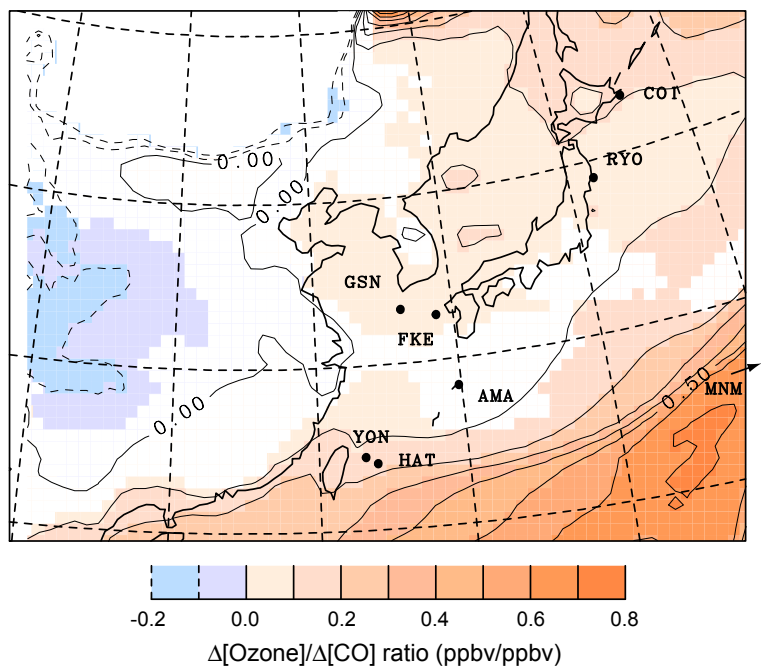 COI
0.00
RYO
0.00
GSN
FKE
0.50
MNM
AMA
0.00
YON
HAT
-0.2 0.0 0.2 0.4 0.6 0.8
Δ[Ozone]/Δ[CO] ratio (ppbv/ppbv)